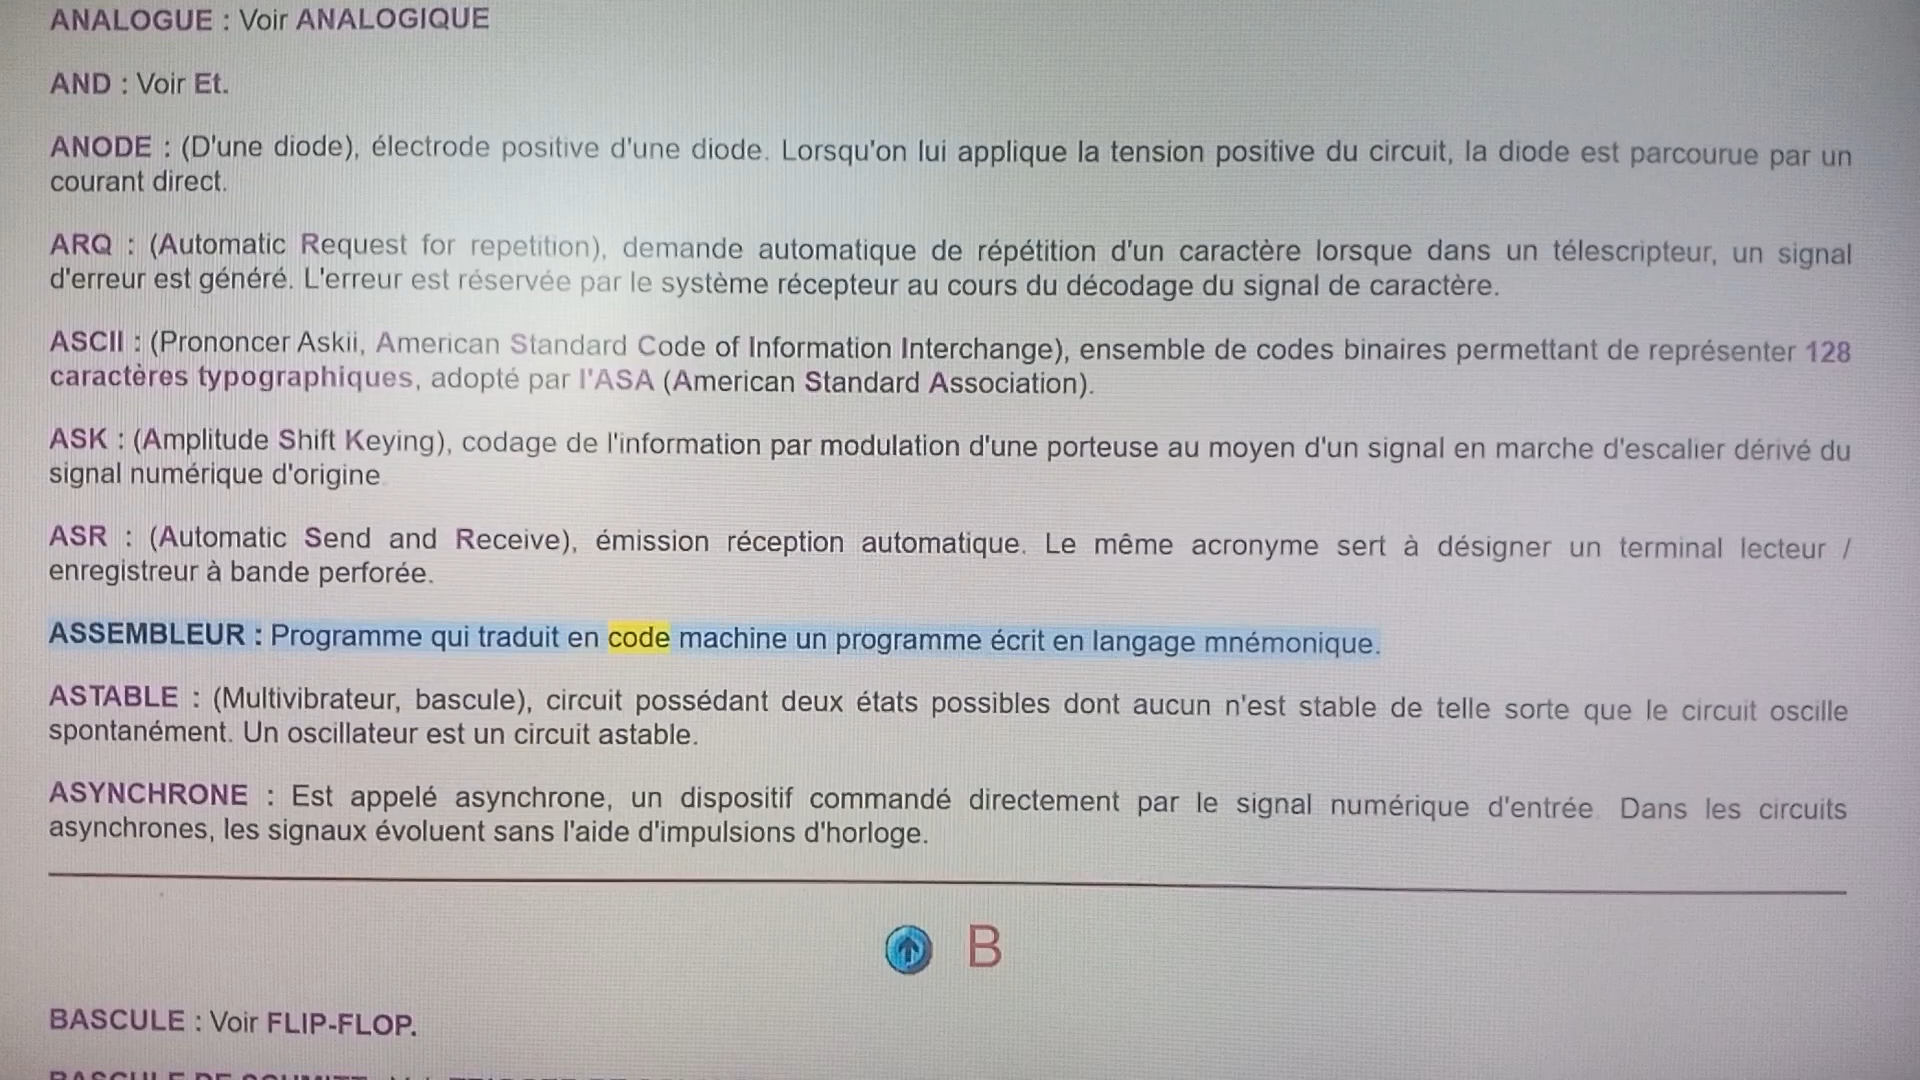 ANALOGUE : Voir ANALOGIQUE
AND : Voir Et.
ANODE : (D'une diode), électrode positive d'une diode. Lorsqu'on lui applique la tension positive du circuit, la diode est parcourue par un
courant direct.
ARQ : (Automatic Request for repetition), demande automatique de répétition d'un caractère lorsque dans un télescripteur, un signal
d'erreur est généré. L'erreur est réservée par le système récepteur au cours du décodage du signal de caractère.
ASCII : (Prononcer Askii, American Standard Code of Information Interchange), ensemble de codes binaires permettant de représenter 128
caractères typographiques, adopté par l'ASA (American Standard Association).
ASK : (Amplitude Shift Keying), codage de l'information par modulation d'une porteuse au moyen d'un signal en marche d'escalier dérivé du
signal numérique d'origine
ASR : (Automatic Send and Receive), émission réception automatique. Le même acronyme sert à désigner un terminal lecteur /
enregistreur à bande perforée.
ASSEMBLEUR : Programme qui traduit en code machine un programme écrit en langage mnémonique.
ASTABLE : (Multivibrateur, bascule), circuit possédant deux états possibles dont aucun n'est stable de telle sorte que le circuit oscille
spontanément. Un oscillateur est un circuit astable.
ASYNCHRONE : Est appelé asynchrone, un dispositif commandé directement par le signal numérique d'entrée. Dans les circuits
asynchrones, les signaux évoluent sans l'aide d'impulsions d'horloge.
B
BASCULE : Voir FLIP-FLOP.